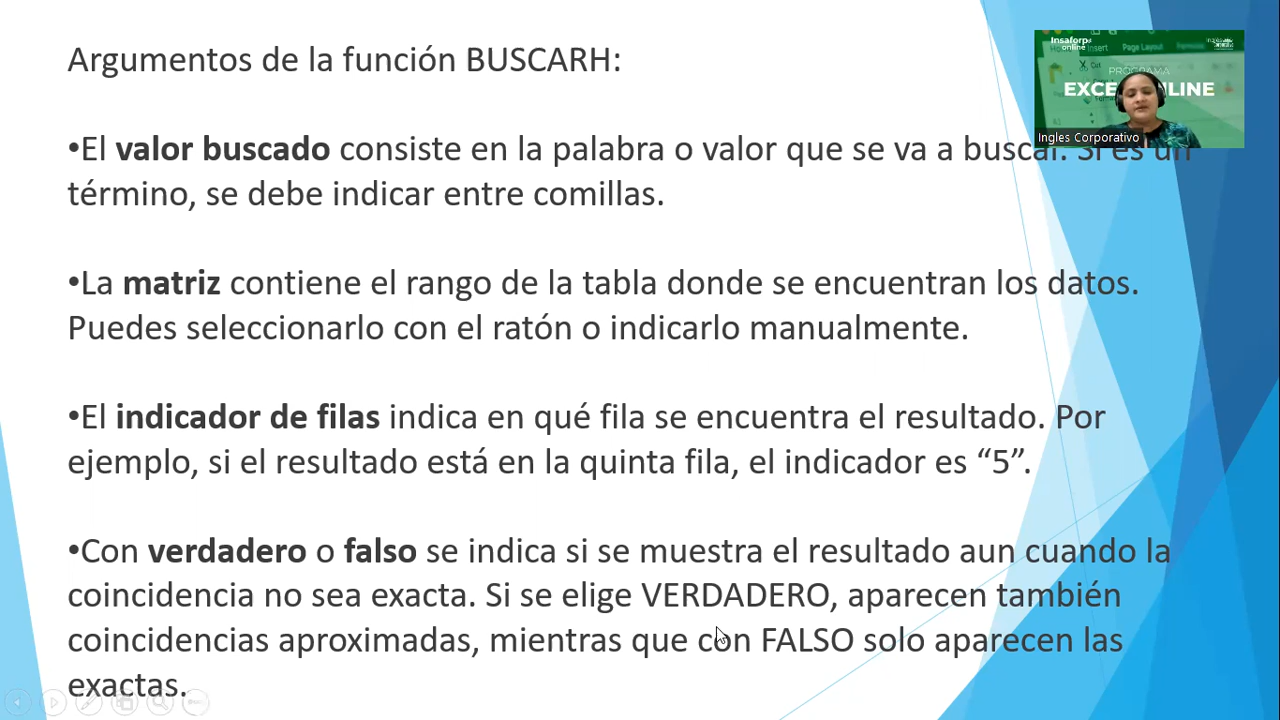 Argumentos de la función BUSCARH:
•El valor buscado consiste en la palabra o valor que se va a buscar. Si es un
término, se debe indicar entre comillas.
•La matriz contiene el rango de la tabla donde se encuentran los datos.
Puedes seleccionarlo con el ratón o indicarlo manualmente.
•El indicador de filas indica en qué fila se encuentra el resultado. Por
ejemplo, si el resultado está en la quinta fila, el indicador es “5”.
•Con verdadero o falso se indica si se muestra el resultado aun cuando la
coincidencia no sea exacta. Si se elige VERDADERO, aparecen también
coincidencias aproximadas, mientras que con FALSO solo aparecen las
exactas.
Insaforp
online
Insert Page Layout
PROGRAMA
Ingles Corporativo